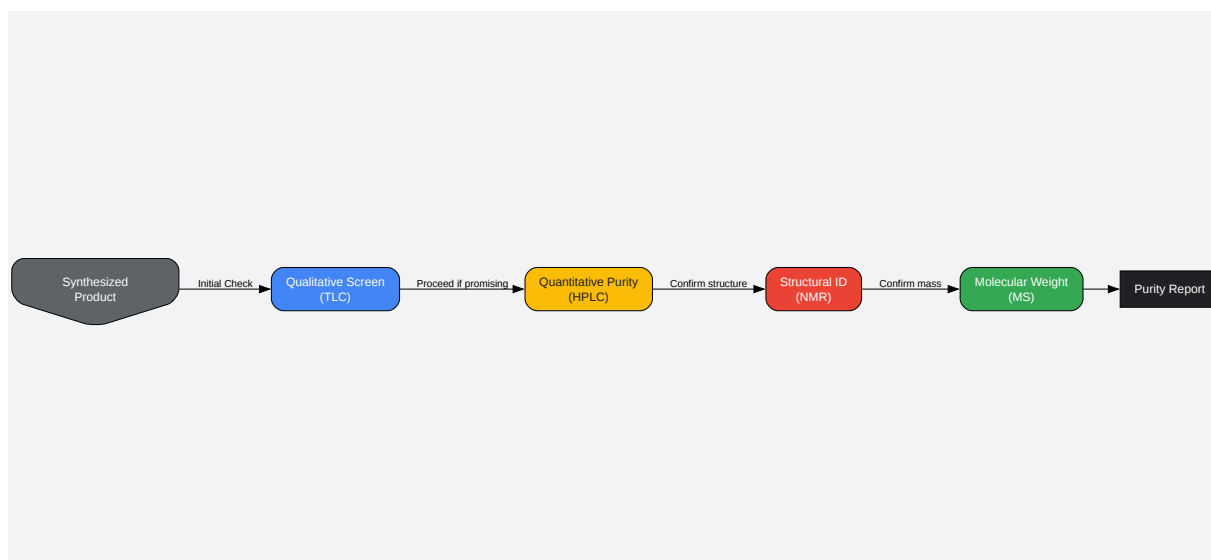 Synthesized
Product
Initial Check
Qualitative Screen
(TLC)
Proceed if promising
Quantitative Purity
(HPLC)
Confirm structure
Structural ID
(NMR)
Confirm mass
Molecular Weight
(MS)
Purity Report